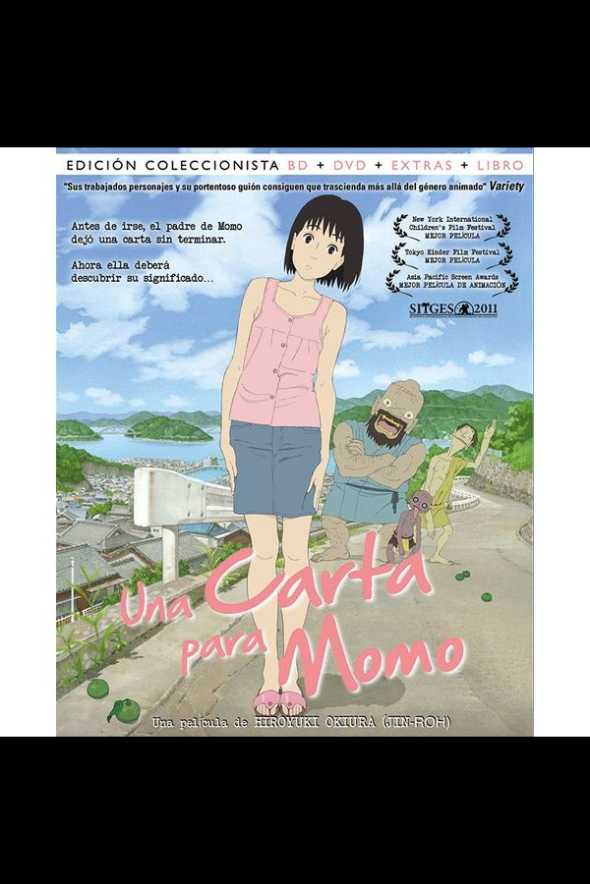 EDICIÓN COLECCIONISTA BD + DVD + EXTRAS + LIBRO
"Sus trabajados personajes y su portentoso guión consiguen que trascienda más allá del género animado" Variety
Antes de irse, el padre de Momo
dejó una carta sin terminar.
Ahora ella deberá
descubrir su significado...
New York International
Children's Film Festival
MEJOR PELÍCULA
Tokyo Kinder Film Festival
MEJOR PELÍCULA
Asia Pacific Screen Awards
MEJOR PELÍCULA DE ANIMACIÓN
SITGES 2011
Una Carta
para Momo
Una película de HIROYUKI OKIURA (JIN-ROH)